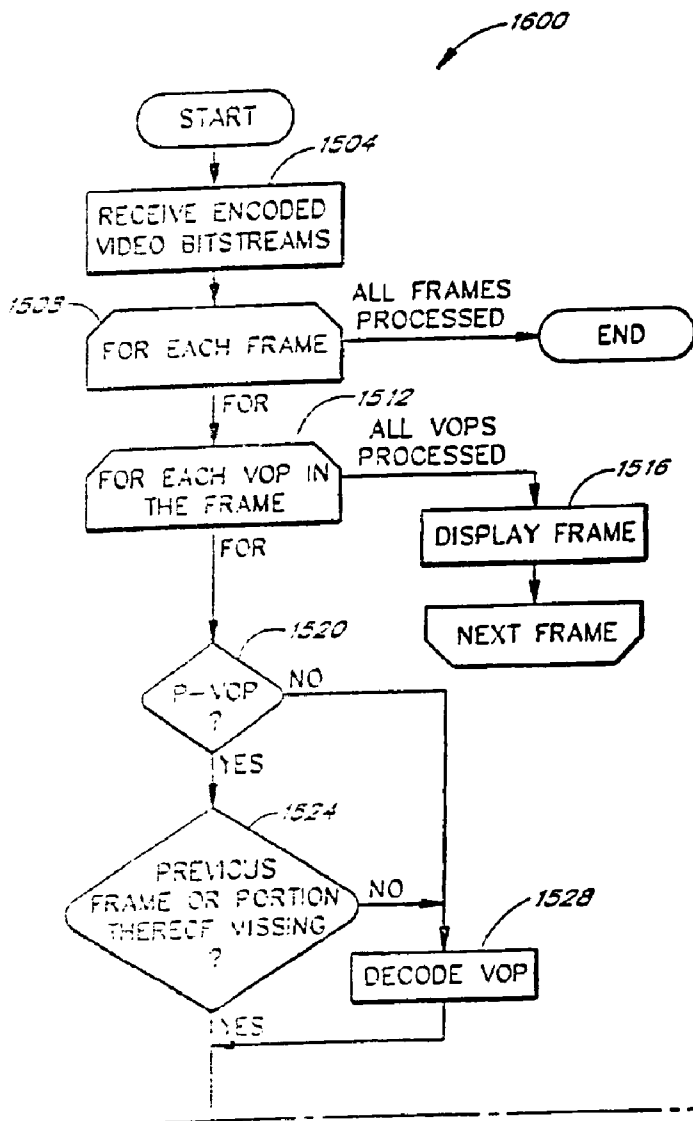 1600
START
1504
RECEIVE ENCODED
VIDEO BITSTREAMS
1503
FOR EACH FRAME
ALL FRAMES
PROCESSED
END
FOR
1512
FOR EACH VOP IN
THE FRAME
ALL VOPS
PROCESSED
1516
DISPLAY FRAME
NEXT FRAME
FOR
1520
P-VOP
?
NO
YES
1524
PREVIOUS
FRAME OR PORTION
THEREOF MISSING
?
NO
1528
DECODE VOP
YES